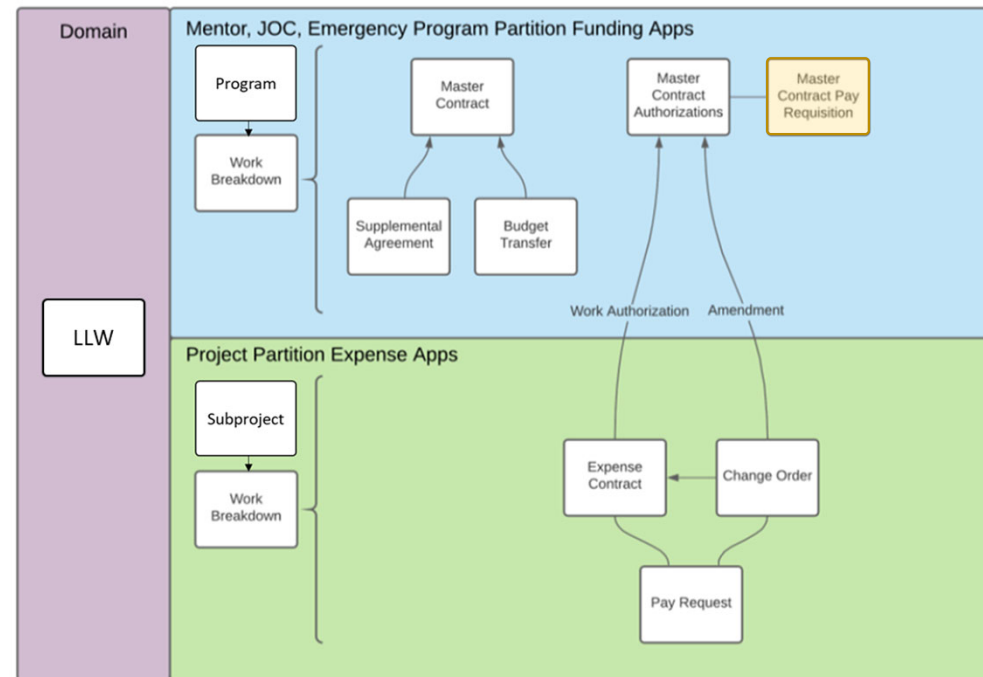 Domain
LLW
Mentor, JOC, Emergency Program Partition Funding Apps
Program
Work
Breakdown
Master
Contract
Master
Contract
Authorizations
Master
Contract Pay
Requisition
Supplemental
Agreement
Budget
Transfer
Work Authorization
Amendment
Project Partition Expense Apps
Subproject
Work
Breakdown
Expense
Contract
Change Order
Pay Request